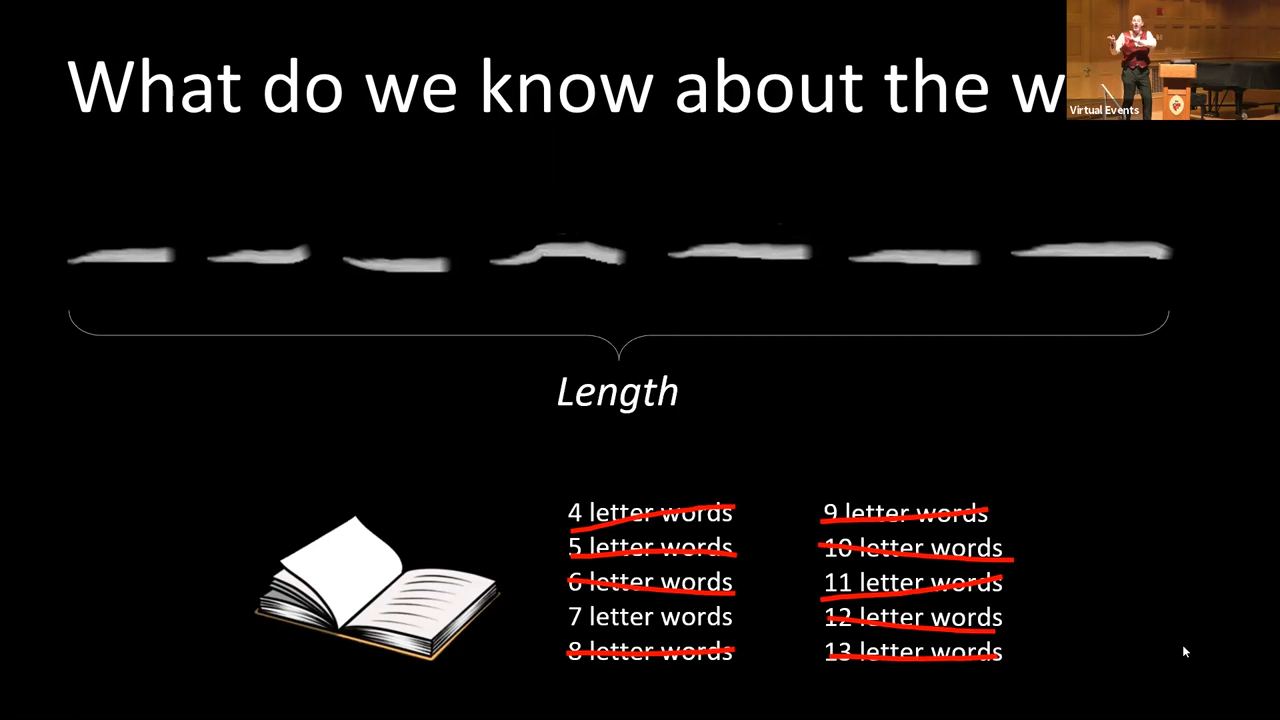 What do we know about the w
Virtual Events
Length
4 letter words
5 letter words
6 letter words
7 letter words
8 letter words
9 letter words
10 letter words
11 letter words
12 letter words
13 letter words